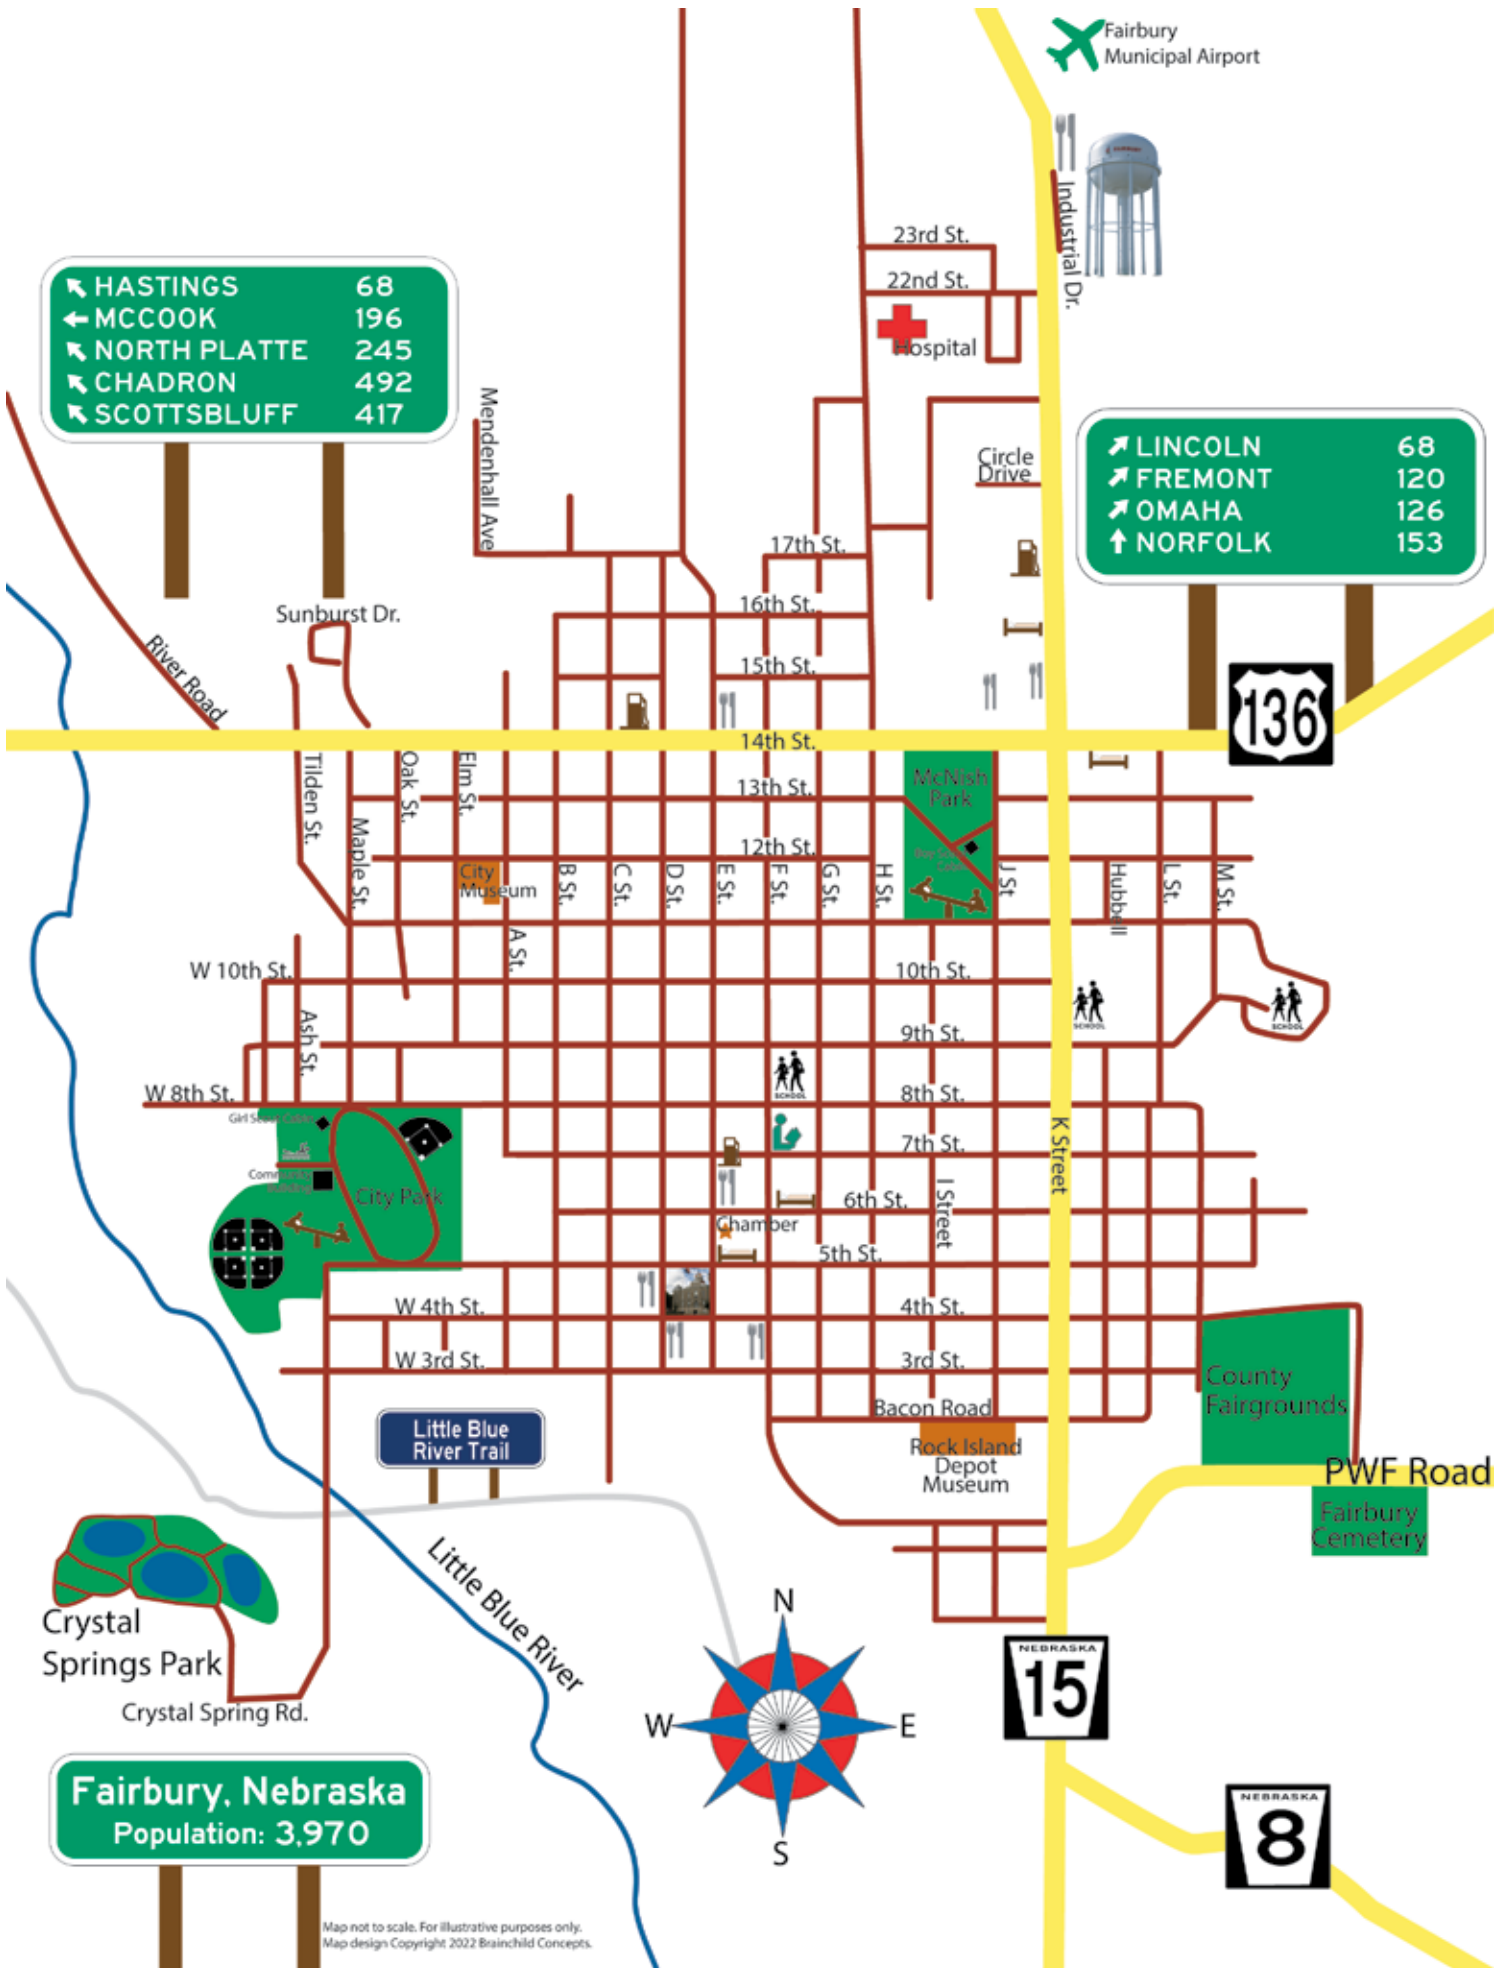 Fairbury
Municipal Airport
Industrial Dr.
23rd St.
22nd St.
Hospital
HASTINGS 68
MCCOOK 196
NORTH PLATTE 245
CHADRON 492
SCOTTSBLUFF 417
Mendenhall Ave
LINCOLN 68
FREMONT 120
OMAHA 126
NORFOLK 153
Circle
Drive
17th St.
16th St.
Sunburst Dr.
River Road
15th St.
136
14th St.
Tilden St.
Oak St.
Elm St.
13th St.
McNish
Park
Maple St.
12th St.
City
Museum
B St.
C St.
D St.
E St.
F St.
G St.
H St.
J St.
Hubbell
L St.
M St.
A St.
W 10th St.
10th St.
SCHOOL
SCHOOL
Ash St.
9th St.
SCHOOL
W 8th St.
8th St.
K Street
7th St.
City Park
6th St.
I Street
Chamber
5th St.
W 4th St.
4th St.
W 3rd St.
3rd St.
County
Fairgrounds
Bacon Road
Little Blue
River Trail
Rock Island
Depot
Museum
PWF Road
Fairbury
Cemetery
Little Blue River
Crystal
Springs Park
Crystal Spring Rd.
N
W
E
S
NEBRASKA
15
NEBRASKA
8
Fairbury, Nebraska
Population: 3,970
Map not to scale. For illustrative purposes only.
Map design Copyright 2022 Brainchild Concepts.